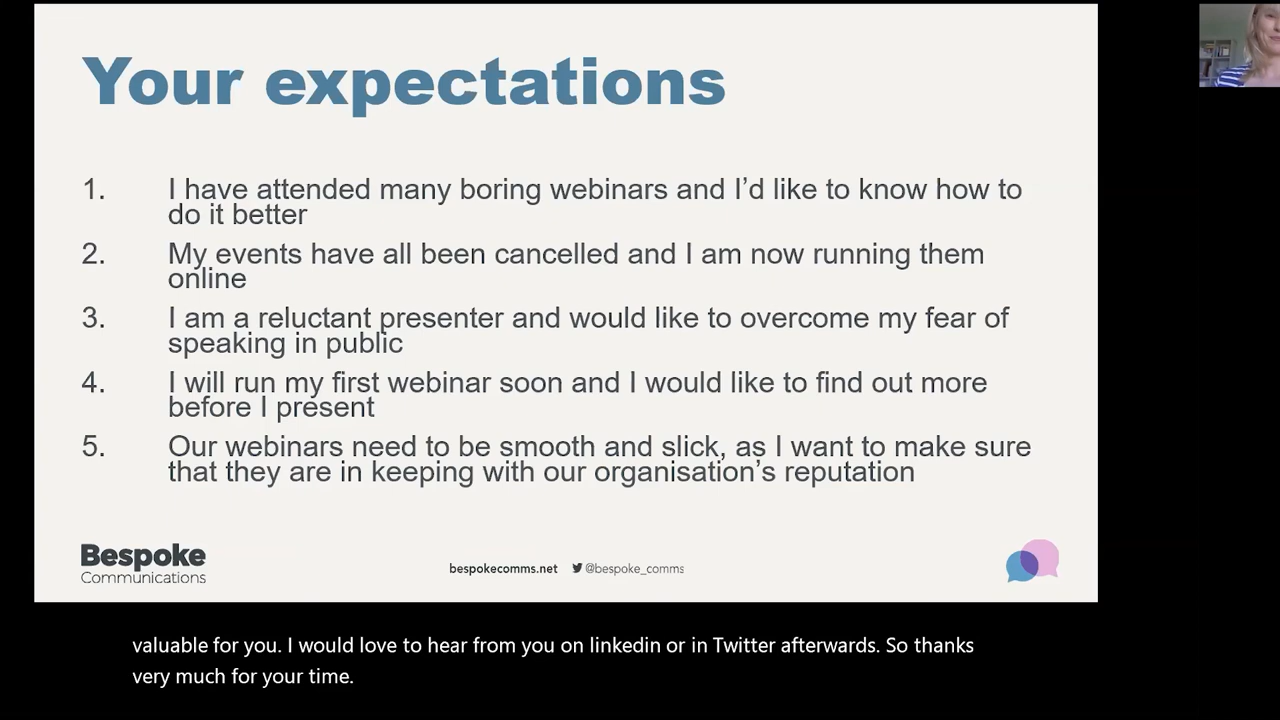 Your expectations
1. I have attended many boring webinars and I’d like to know how to
do it better
2. My events have all been cancelled and I am now running them
online
3. I am a reluctant presenter and would like to overcome my fear of
speaking in public
4. I will run my first webinar soon and I would like to find out more
before I present
5. Our webinars need to be smooth and slick, as I want to make sure
that they are in keeping with our organisation’s reputation
Bespoke
Communications
bespokecomms.net @bespoke_comms
valuable for you. I would love to hear from you on linkedin or in Twitter afterwards. So thanks
very much for your time.